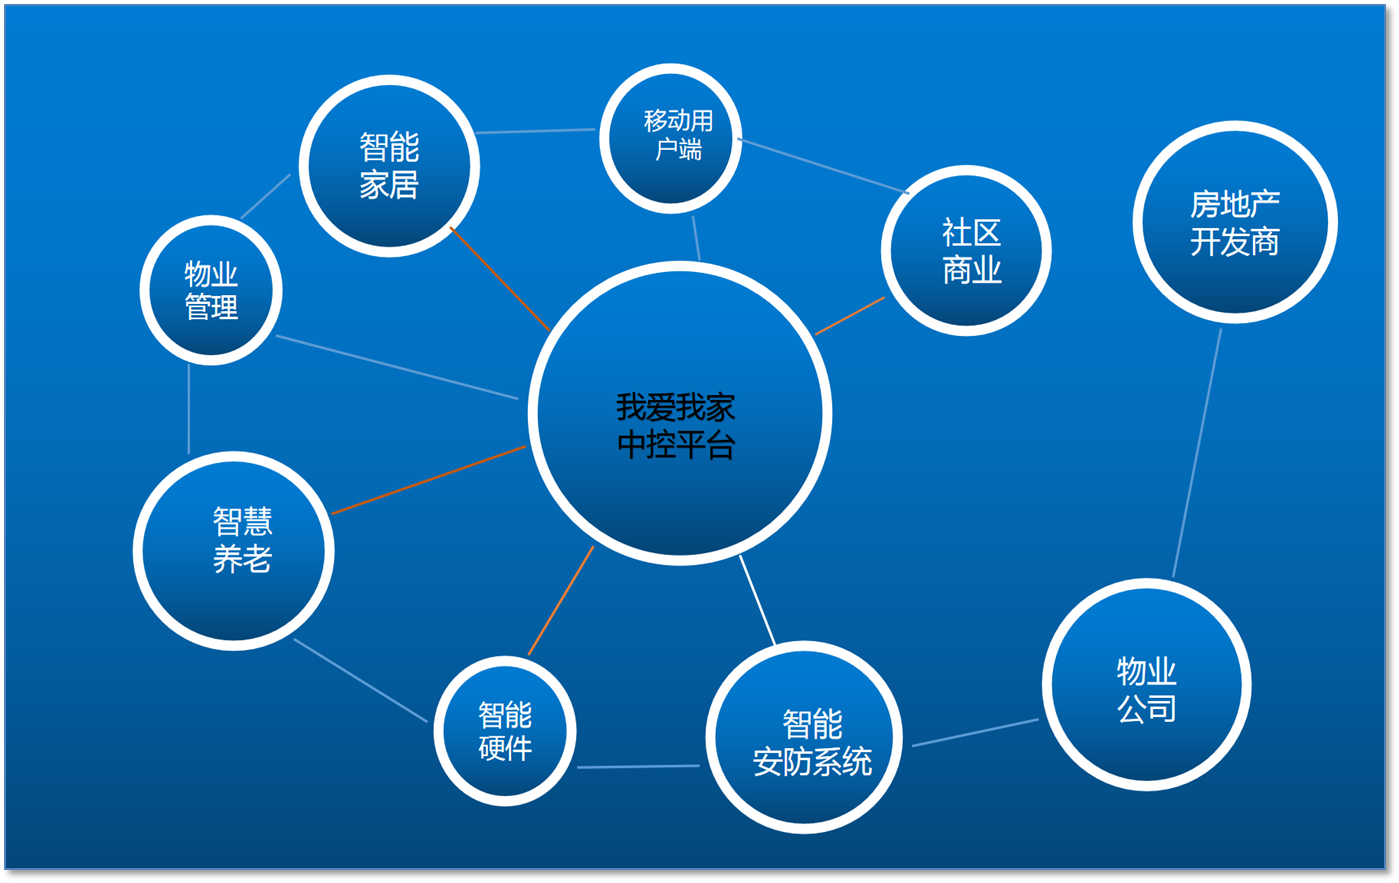 智能
家居
移动用
户端
房地产
开发商
社区
商业
物业
管理
我爱我家
中控平台
智慧
养老
物业
公司
智能
硬件
智能
安防系统